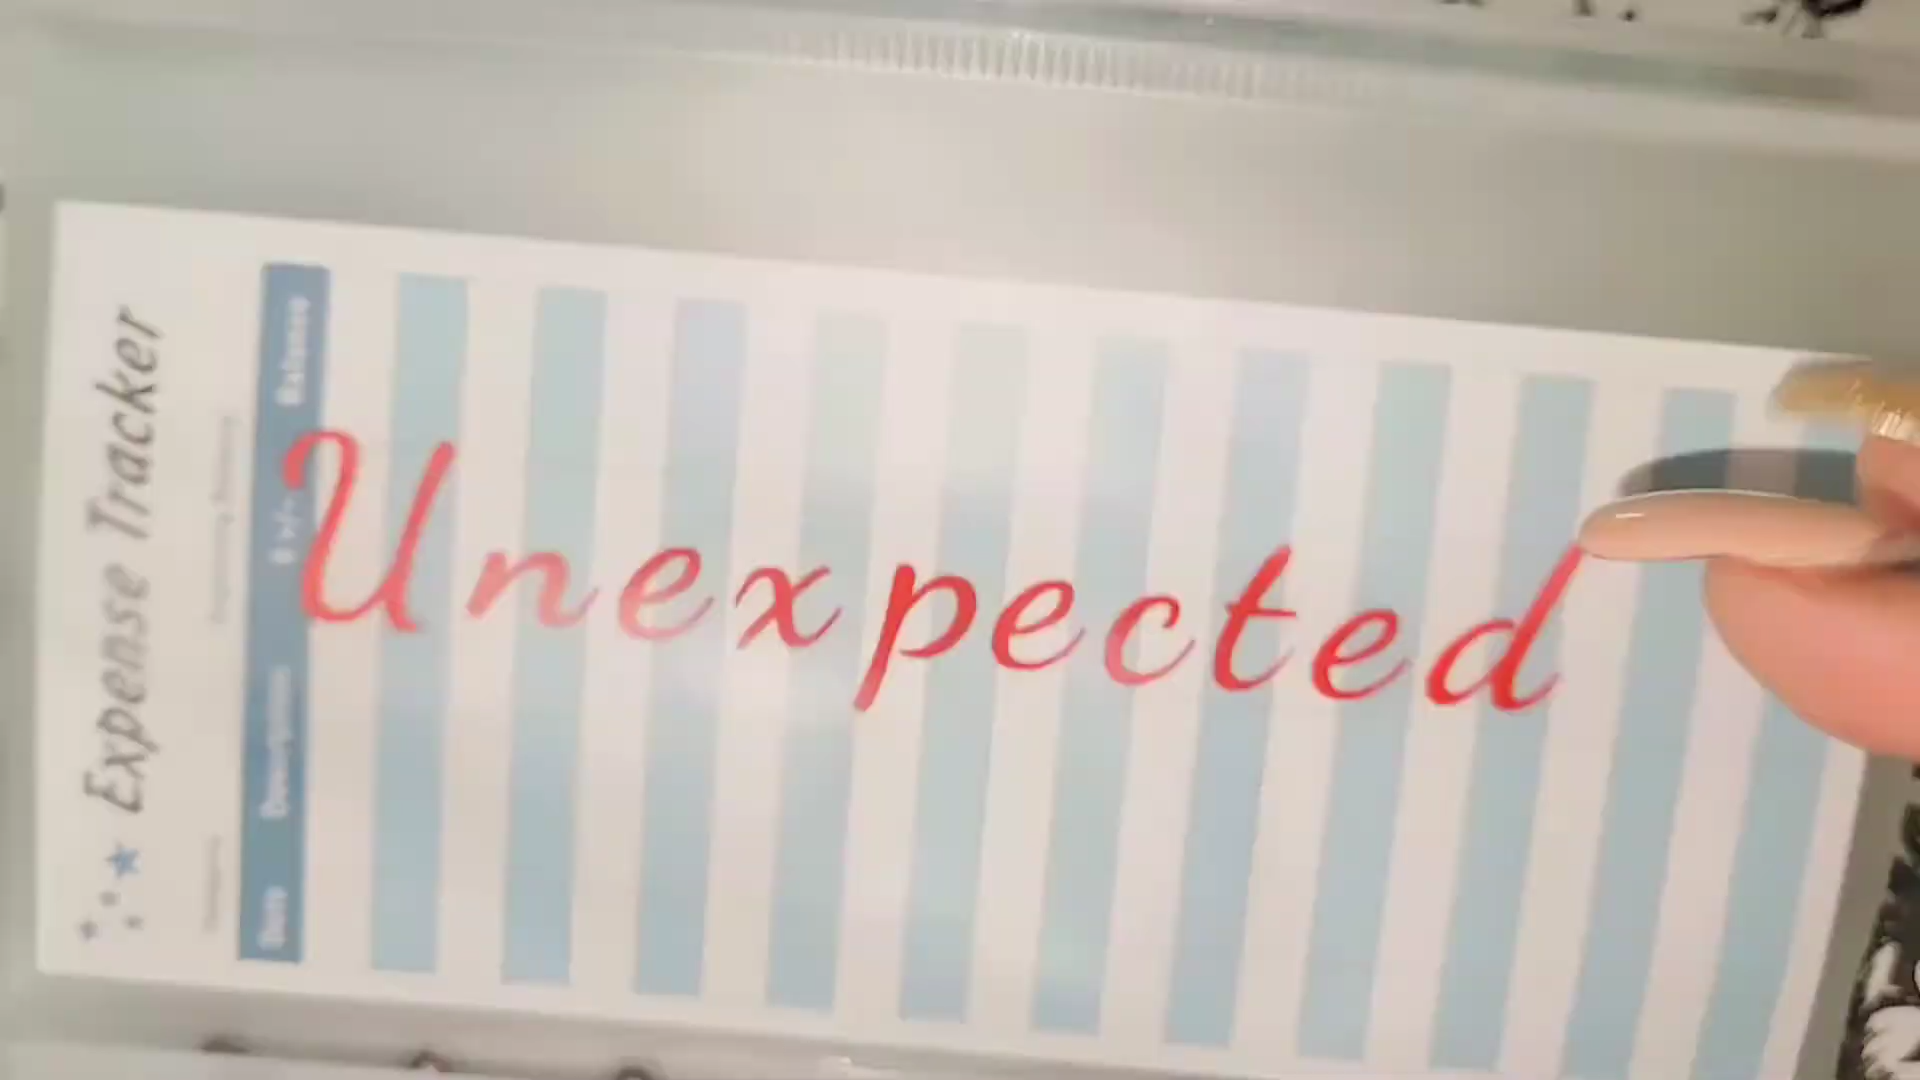 Unexpected
Expense Tracker
Date Description $ +/- Balance